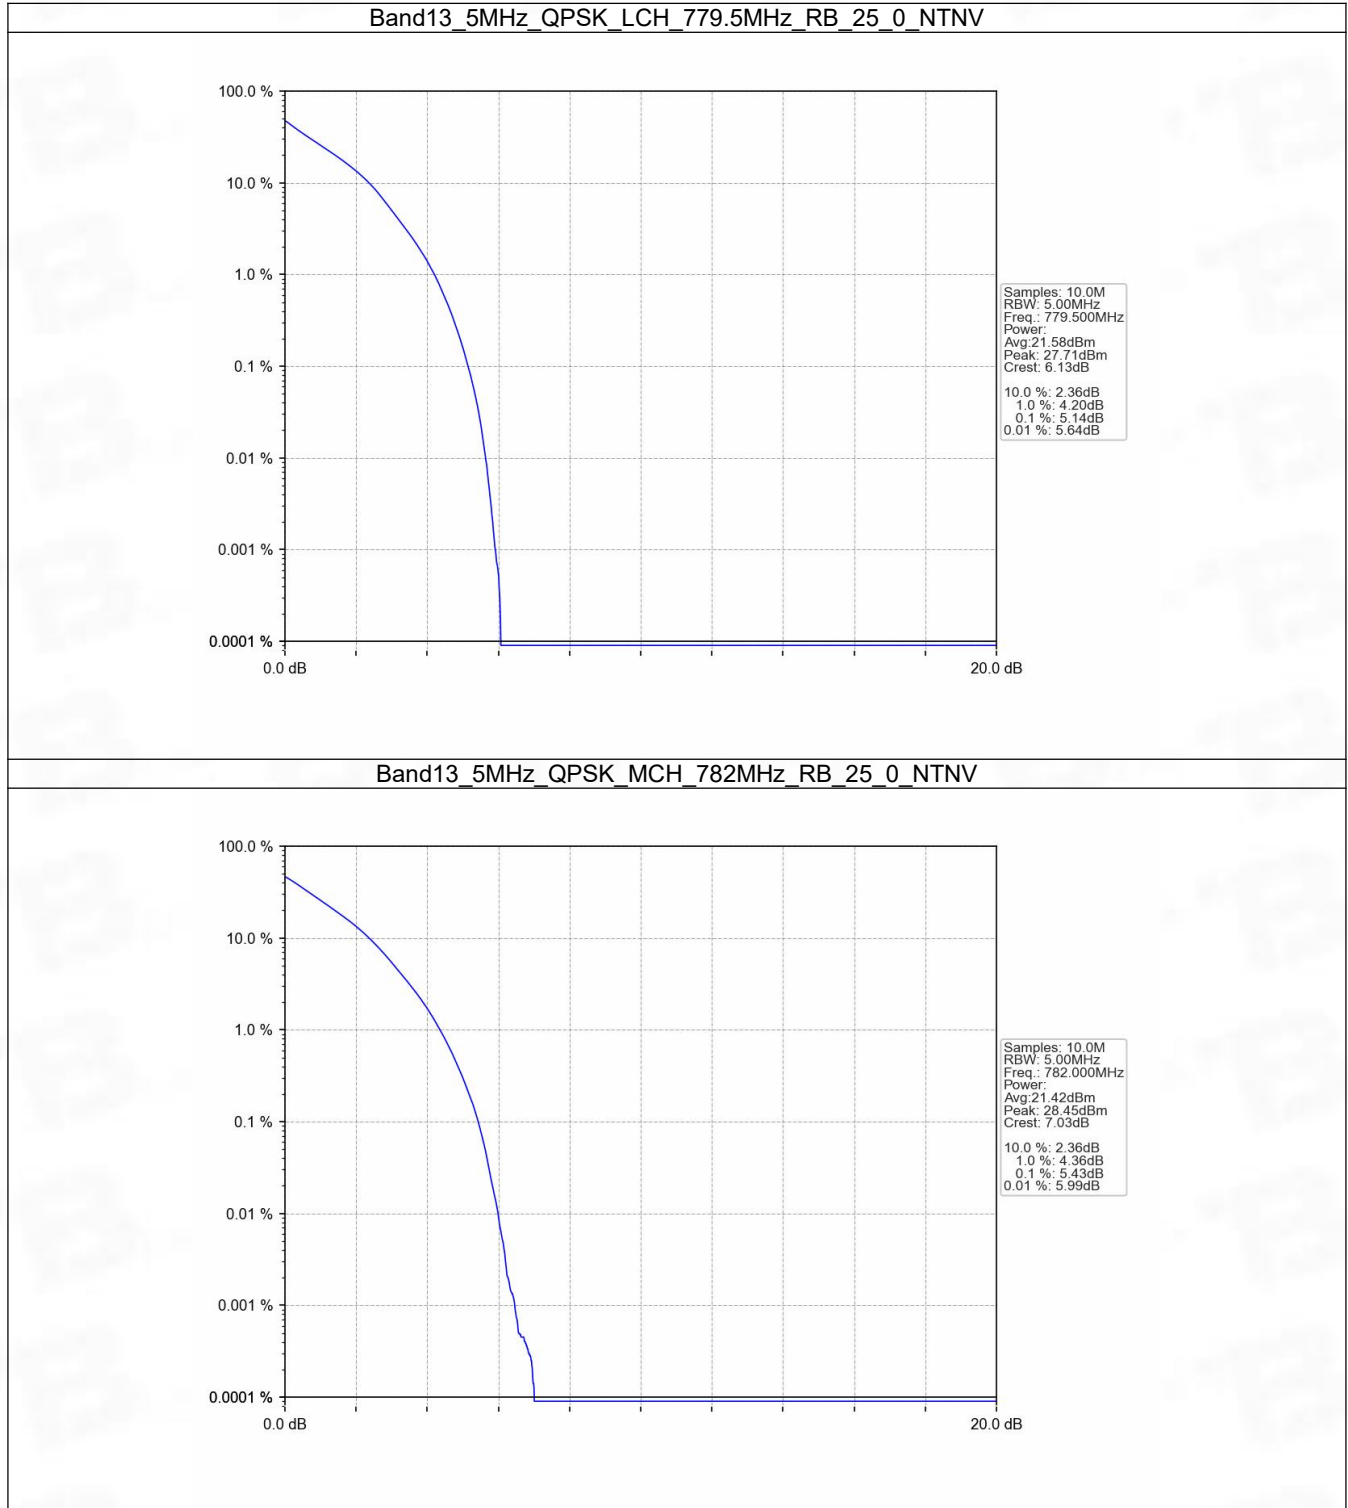 Band13_5MHz_QPSK_LCH_779.5MHz_RB_25_0_NTNV
100.0 %
10.0 %
1.0 %
0.1 %
0.01 %
0.001 %
0.0001 %
0.0 dB
20.0 dB
Samples: 10.0M
RBW: 5.00MHz
Freq.: 779.500MHz
Power:
Avg:21.58dBm
Peak: 27.71dBm
Crest: 6.13dB
10.0 %: 2.36dB
1.0 %: 4.20dB
0.1 %: 5.14dB
0.01 %: 5.64dB
Band13_5MHz_QPSK_MCH_782MHz_RB_25_0_NTNV
100.0 %
10.0 %
1.0 %
0.1 %
0.01 %
0.001 %
0.0001 %
0.0 dB
20.0 dB
Samples: 10.0M
RBW: 5.00MHz
Freq.: 782.000MHz
Power:
Avg:21.42dBm
Peak: 28.45dBm
Crest: 7.03dB
10.0 %: 2.36dB
1.0 %: 4.36dB
0.1 %: 5.43dB
0.01 %: 5.99dB